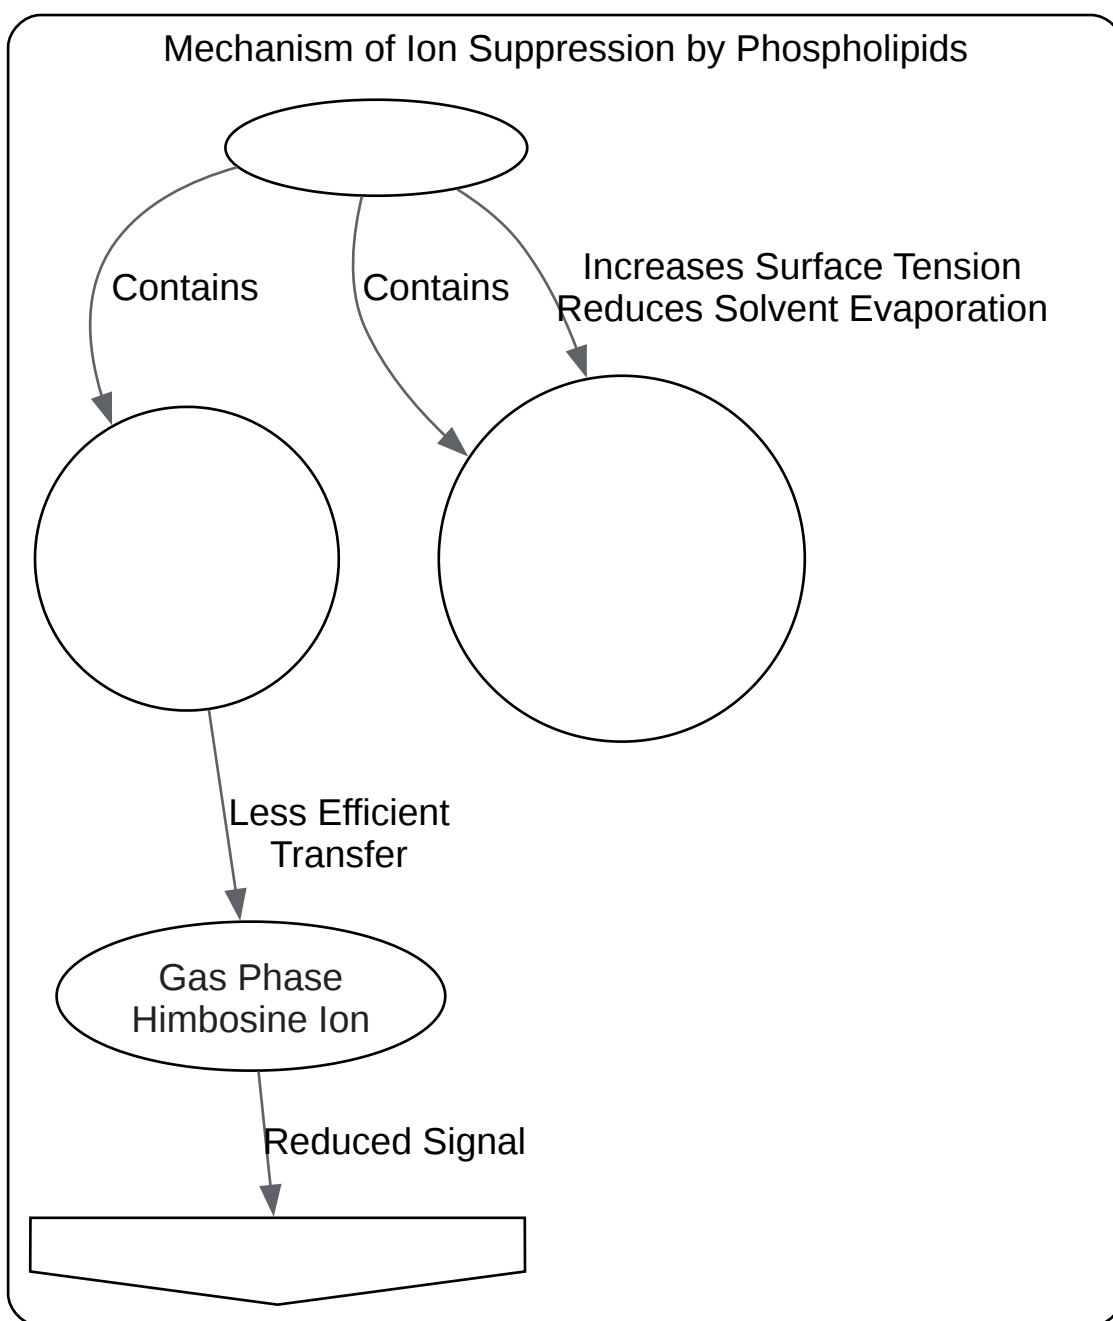 Mechanism of Ion Suppression by Phospholipids
Contains
Contains
Increases Surface Tension
Reduces Solvent Evaporation
Less Efficient
Transfer
Gas Phase
Himbosine Ion
Reduced Signal